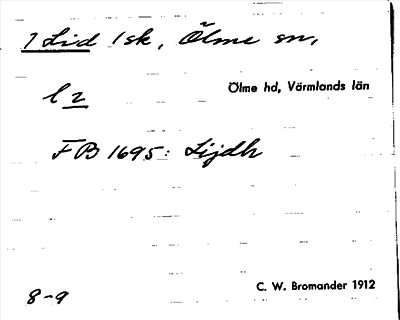 1 Lid 1sk, Ölme sn,
Ölme hd, Värmlands län
l 2
FB 1695: Lijdh
8-9
C. W. Bromander 1912